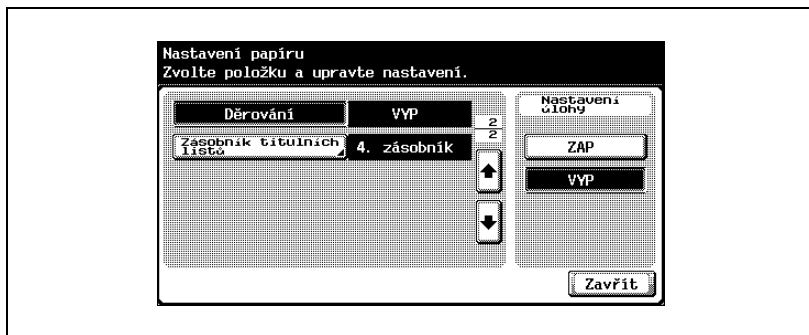 Nastavení papíru
Zvolte položku a upravte nastavení.
Děrování
VYP
Zásobník titulních
listů
4. zásobník
2
2
Nastavení
úlohy
ZAP
VYP
Zavřít